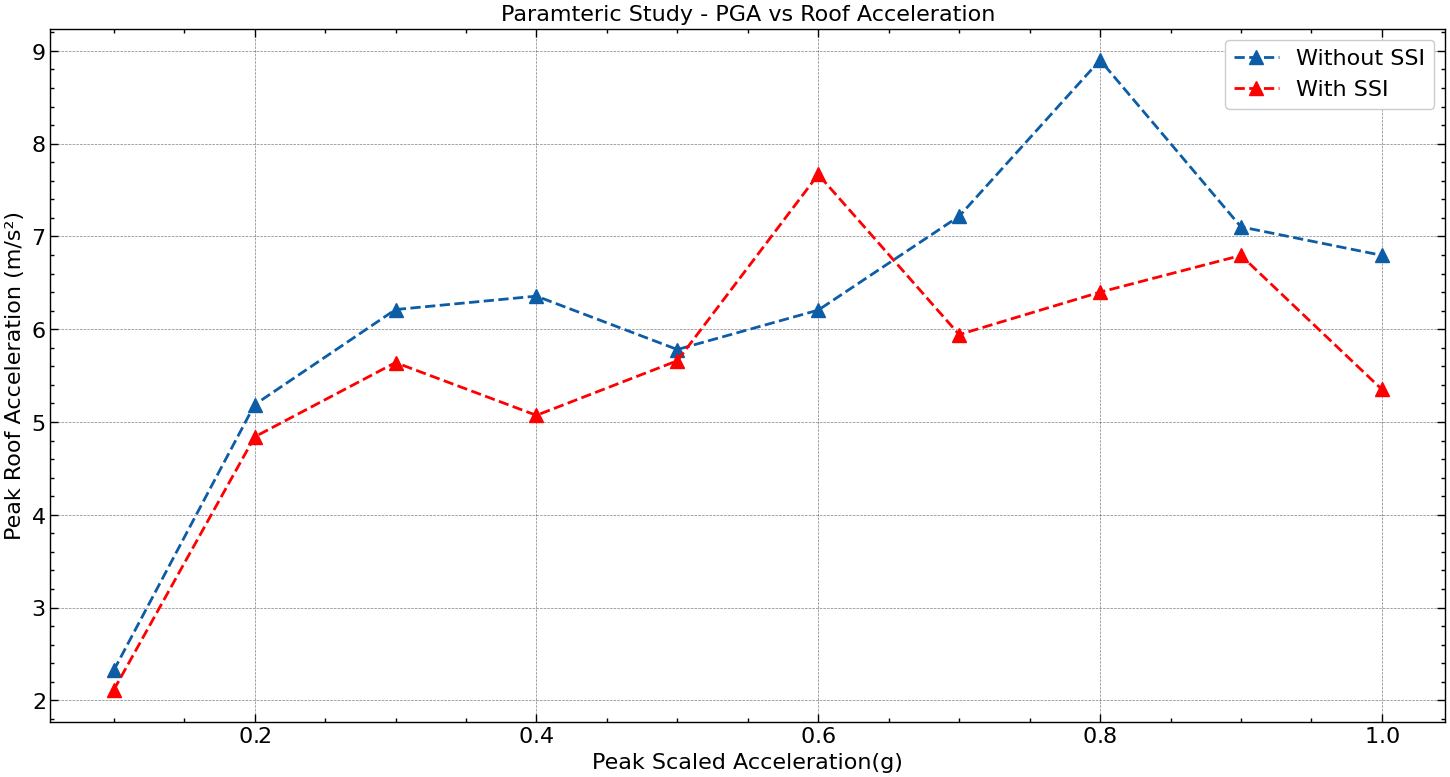 Paramteric Study - PGA vs Roof Acceleration
Without SSI
With SSI
Peak Roof Acceleration (m/s²)
9
8
7
6
5
4
3
2
0.2
0.4
0.6
0.8
1.0
Peak Scaled Acceleration(g)